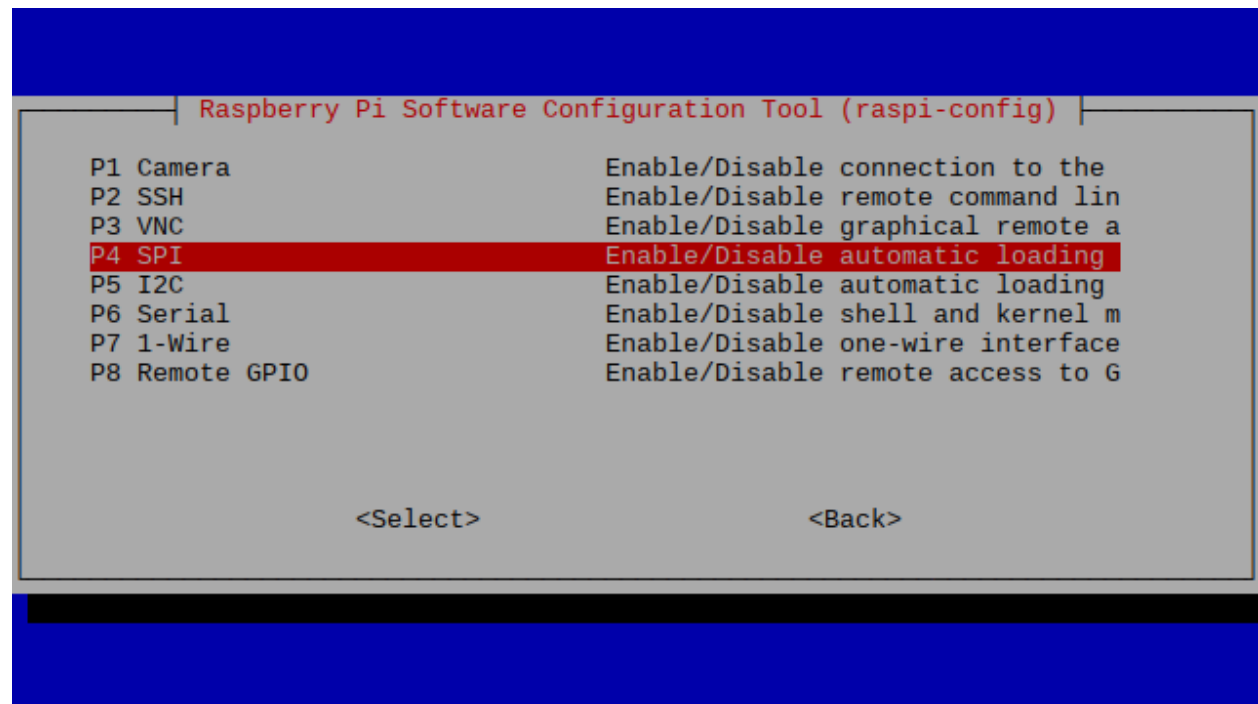 Raspberry Pi Software Configuration Tool (raspi-config)
P1 Camera Enable/Disable connection to the
P2 SSH Enable/Disable remote command lin
P3 VNC Enable/Disable graphical remote a
P4 SPI Enable/Disable automatic loading
P5 I2C Enable/Disable automatic loading
P6 Serial Enable/Disable shell and kernel m
P7 1-Wire Enable/Disable one-wire interface
P8 Remote GPIO Enable/Disable remote access to G
<Select> <Back>